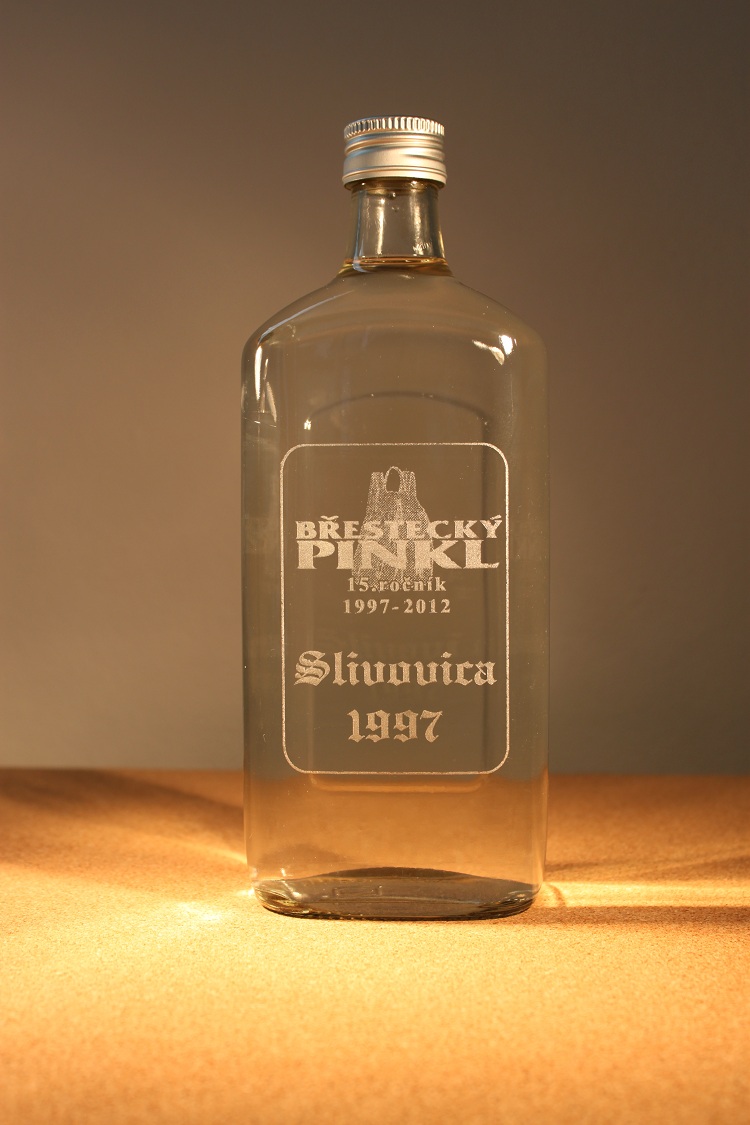 BŘESTECKÝ
PINKL
15.ročník
1997-2012
Slivovica
1997